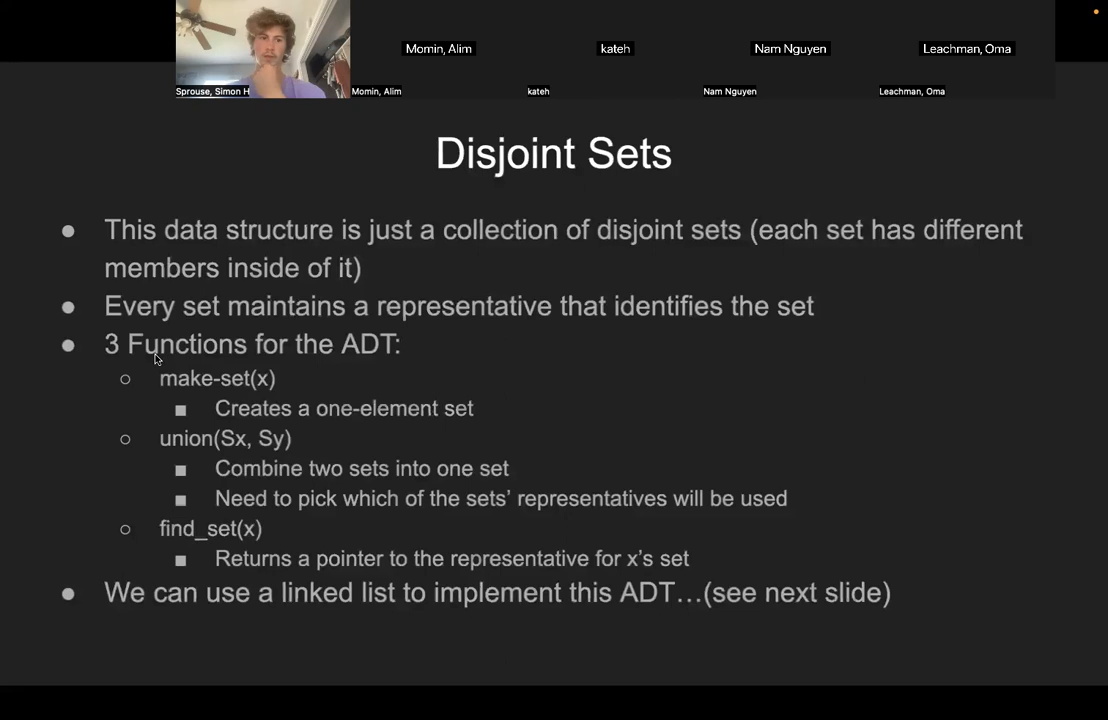 Momin, Alim
kateh
Nam Nguyen
Leachman, Oma
Sprouse, Simon H
Momin, Alim
kateh
Nam Nguyen
Leachman, Oma
Disjoint Sets
● This data structure is just a collection of disjoint sets (each set has different
members inside of it)
● Every set maintains a representative that identifies the set
● 3 Functions for the ADT:
○ make-set(x)
■ Creates a one-element set
○ union(Sx, Sy)
■ Combine two sets into one set
■ Need to pick which of the sets’ representatives will be used
○ find_set(x)
■ Returns a pointer to the representative for x’s set
● We can use a linked list to implement this ADT…(see next slide)